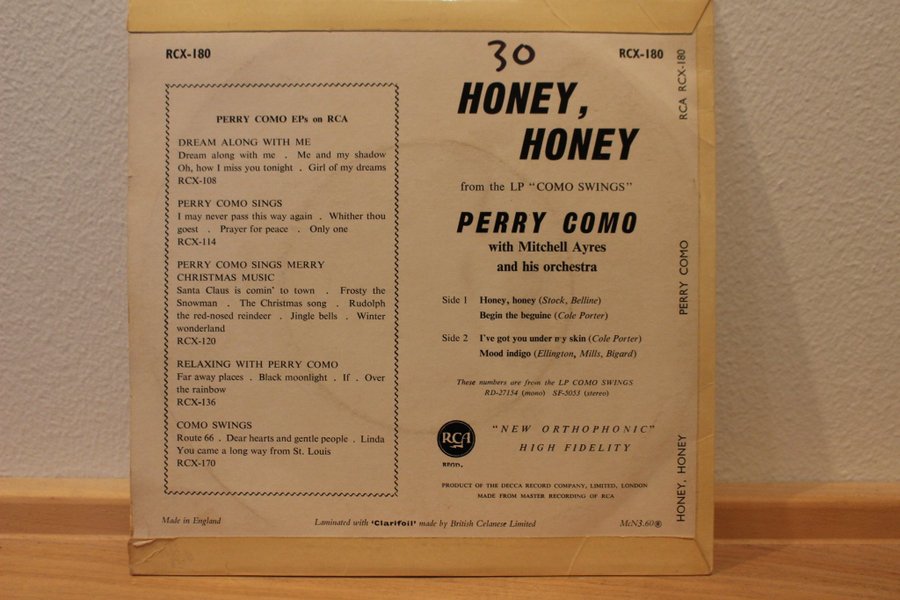 RCX-180
30
RCX-180
PERRY COMO EPs on RCA
DREAM ALONG WITH ME
Dream along with me . Me and my shadow
Oh, how I miss you tonight . Girl of my dreams
RCX-108
PERRY COMO SINGS
I may never pass this way again . Whither thou
goest . Prayer for peace . Only one
RCX-114
PERRY COMO SINGS MERRY
CHRISTMAS MUSIC
Santa Claus is comin' to town . Frosty the
Snowman . The Christmas song . Rudolph
the red-nosed reindeer . Jingle bells . Winter
wonderland
RCX-120
RELAXING WITH PERRY COMO
Far away places . Black moonlight . If . Over
the rainbow
RCX-136
COMO SWINGS
Route 66 . Dear hearts and gentle people . Linda
You came a long way from St. Louis
RCX-170
HONEY,
HONEY
from the LP "COMO SWINGS"
PERRY COMO
with Mitchell Ayres
and his orchestra
Side 1 Honey, honey (Stock, Belline)
Begin the beguine (Cole Porter)
Side 2 I've got you under my skin (Cole Porter)
Mood indigo (Ellington, Mills, Bigard)
These numbers are from the LP COMO SWINGS
RD-27154 (mono) SF-5053 (stereo)
RCA
REGD.
"NEW ORTHOPHONIC"
HIGH FIDELITY
PRODUCT OF THE DECCA RECORD COMPANY, LIMITED, LONDON
MADE FROM MASTER RECORDING OF RCA
Made in England
Laminated with 'Clarifoil' made by British Celanese Limited
McN3.60
RCA RCX-180
PERRY COMO
HONEY, HONEY